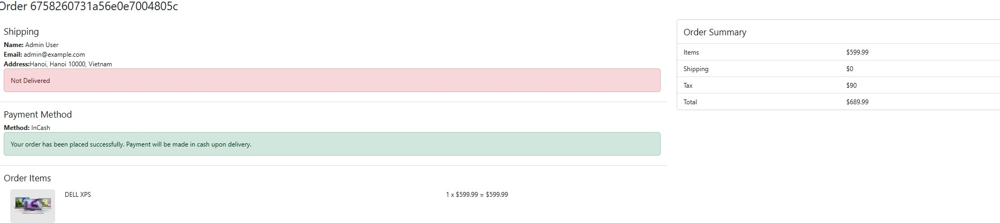 Order 6758260731a56e0e7004805c
Shipping
Name: Admin User
Email: admin@example.com
Address:Hanoi, Hanoi 10000, Vietnam
Not Delivered
Payment Method
Method: InCash
Your order has been placed successfully. Payment will be made in cash upon delivery.
Order Items
DELL XPS 1 x $599.99 = $599.99
Order Summary
Items $599.99
Shipping $0
Tax $90
Total $689.99